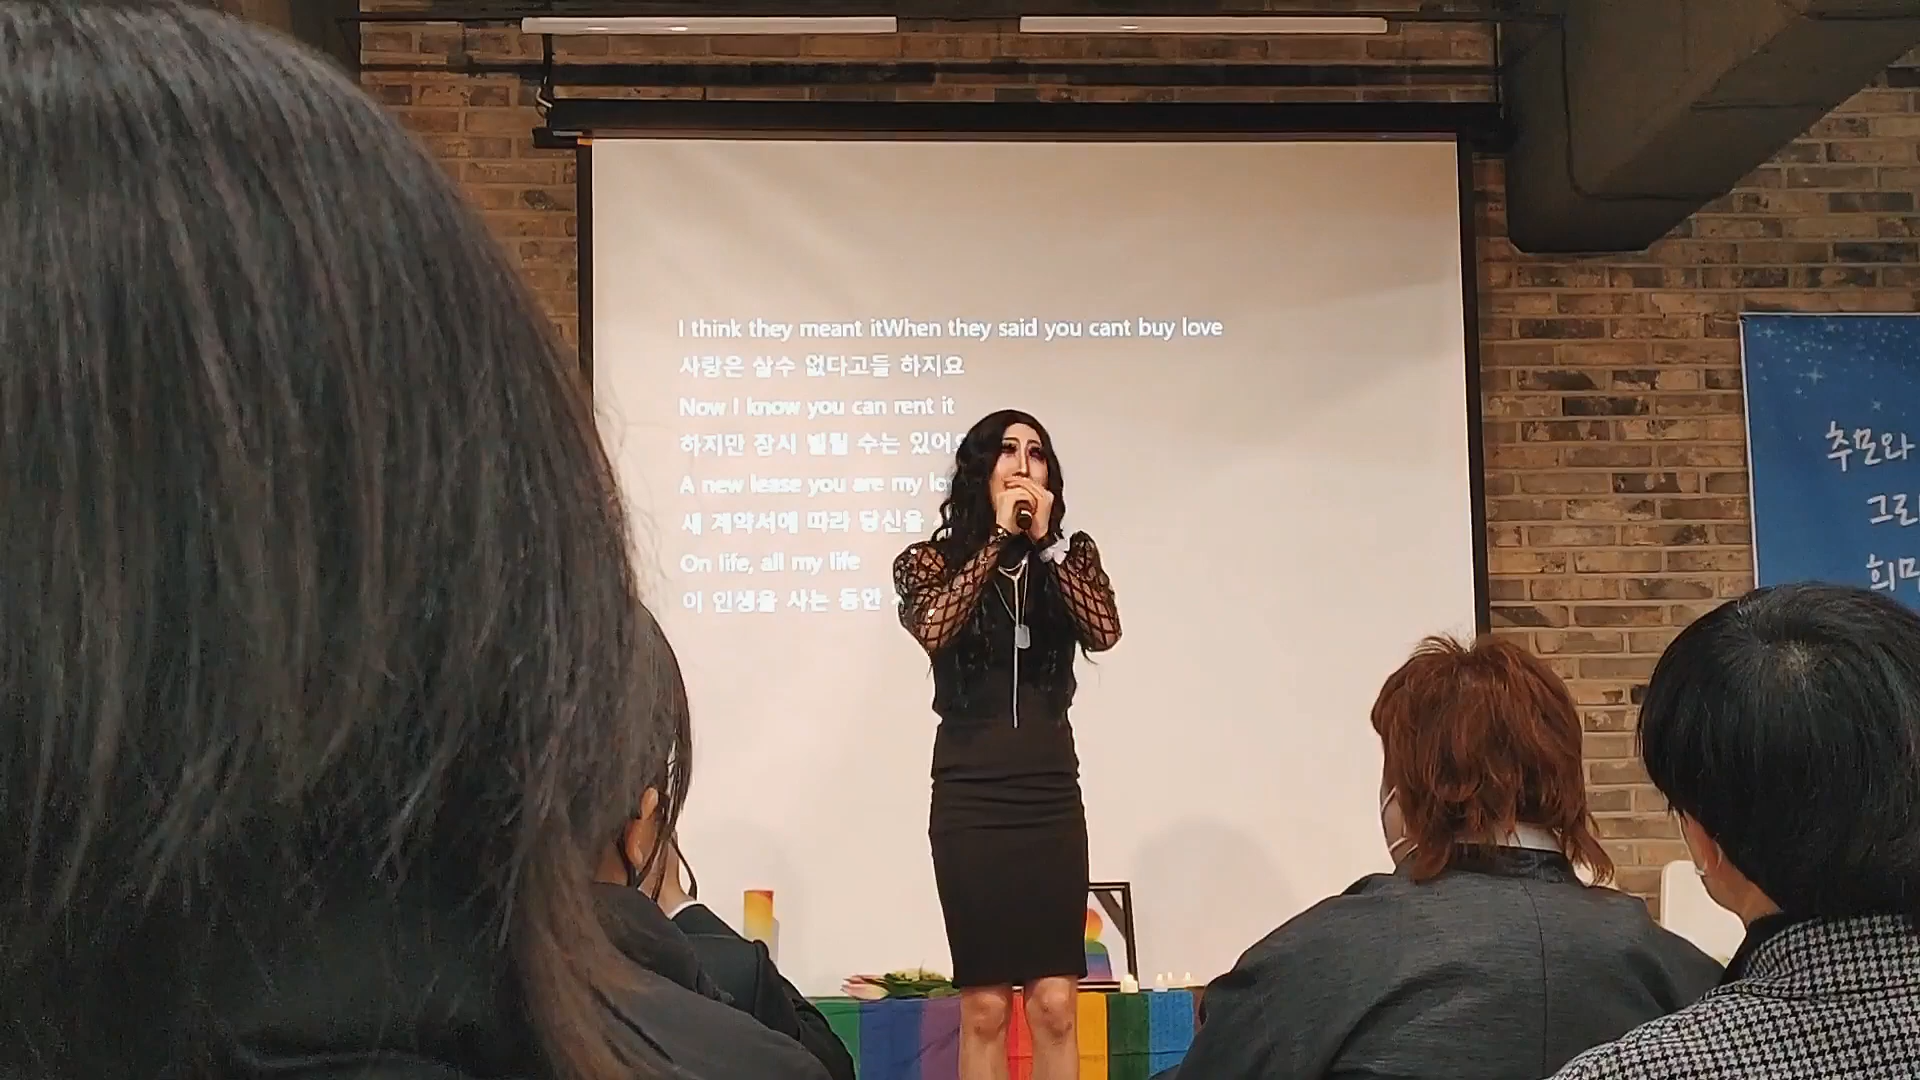 I think they meant itWhen they said you cant buy love
사랑은 살수 없다고들 하지요
Now I know you can rent it
하지만 잠시 빌릴 수는 있어요
A new lease you are my lo
새 계약서에 따라 당신을
On life, all my life
이 인생을 사는 동안
추모와
그리
희망